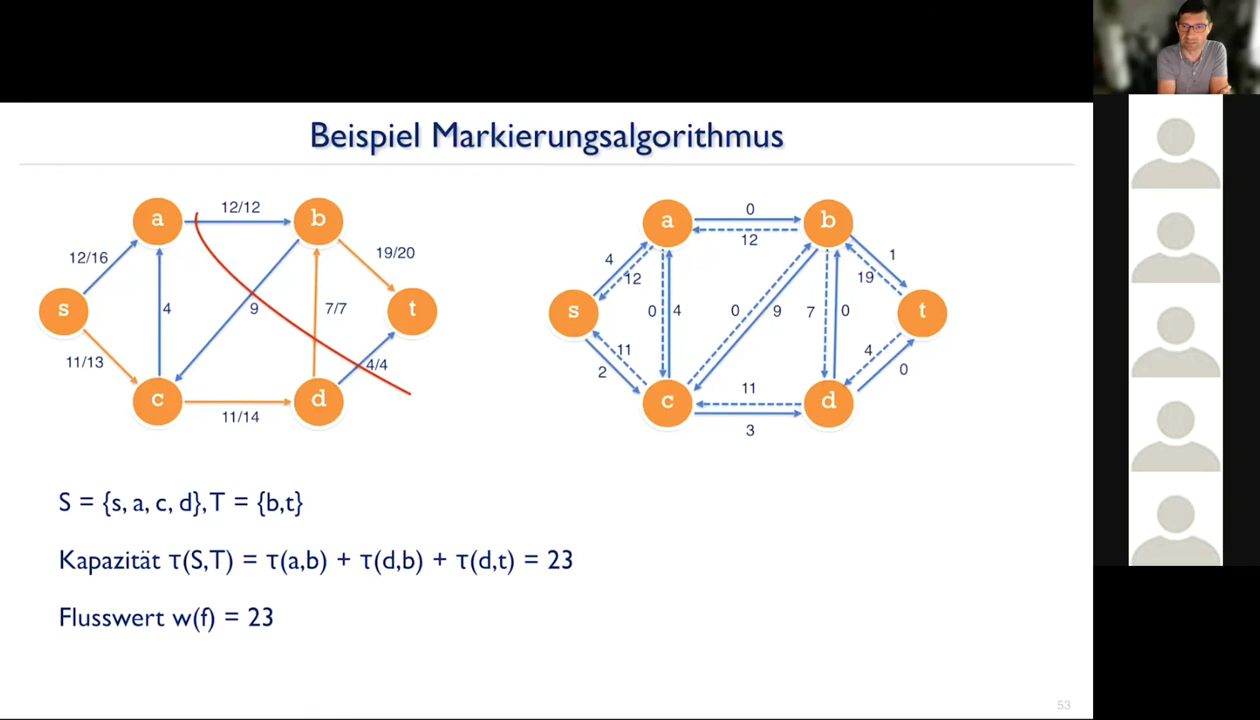 Beispiel Markierungsalgorithmus
12/12
a
b
12/16
19/20
s
4
9
7/7
t
11/13
4/4
c
d
11/14
0
a
b
12
4
12
1
19
s
0
4
0
9
7
0
t
11
2
4
0
c
11
d
3
S = {s, a, c, d}, T = {b,t}
Kapazität τ(S,T) = τ(a,b) + τ(d,b) + τ(d,t) = 23
Flusswert w(f) = 23
53